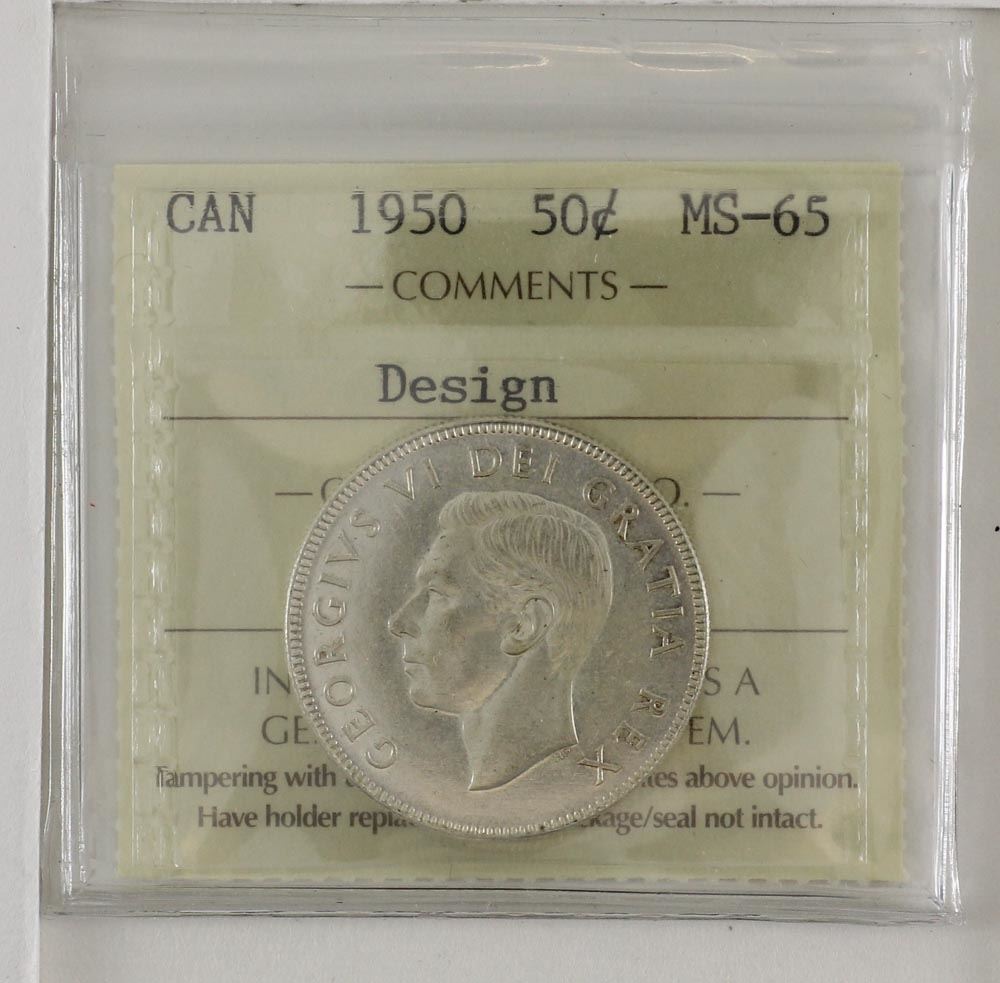 CAN 1950 50¢ MS-65
— COMMENTS —
Design
GEORGIVS VI DEI GRATIA REX
IN S A
GE EM.
Tampering with tes above opinion.
Have holder repla kage/seal not intact.